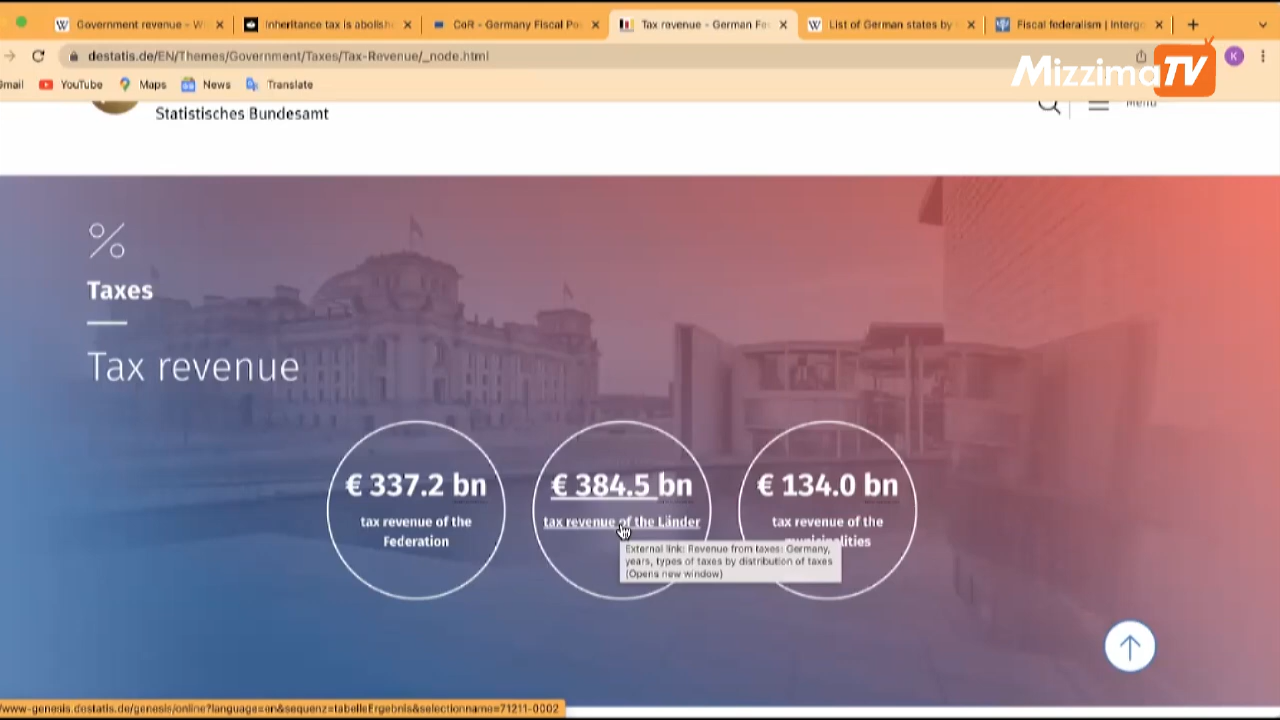 Government revenue – W
Inheritance tax is abolish
CoR - Germany Fiscal Po
Tax revenue - German Fe
List of German states by
Fiscal federalism | Interg
destatis.de/EN/Themes/Government/Taxes/Tax-Revenue/_node.html
K
MizzimaTV
Gmail
YouTube
Maps
News
Translate
Statistisches Bundesamt
Menu
%
Taxes
Tax revenue
€ 337.2 bn
€ 384.5 bn
€ 134.0 bn
tax revenue of the
Federation
tax revenue of the Länder
tax revenue of the
municipalities
External link: Revenue from taxes: Germany,
years, types of taxes by distribution of taxes
(Opens new window)
/www-genesis.destatis.de/genesis/online?language=en&sequenz=tabelleErgebnis&selectionname=71211-0002